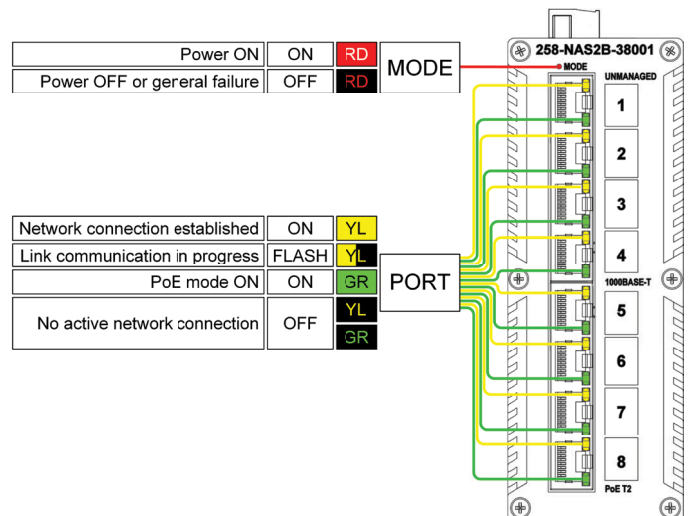 Power ON ON RD
Power OFF or general failure OFF RD
MODE
258-NAS2B-38001
MODE
UNMANAGED
1
2
3
4
1000BASE-T
5
6
7
8
PoE T2
Network connection established ON YL
Link communication in progress FLASH YL
PoE mode ON ON GR
No active network connection OFF YL
GR
PORT